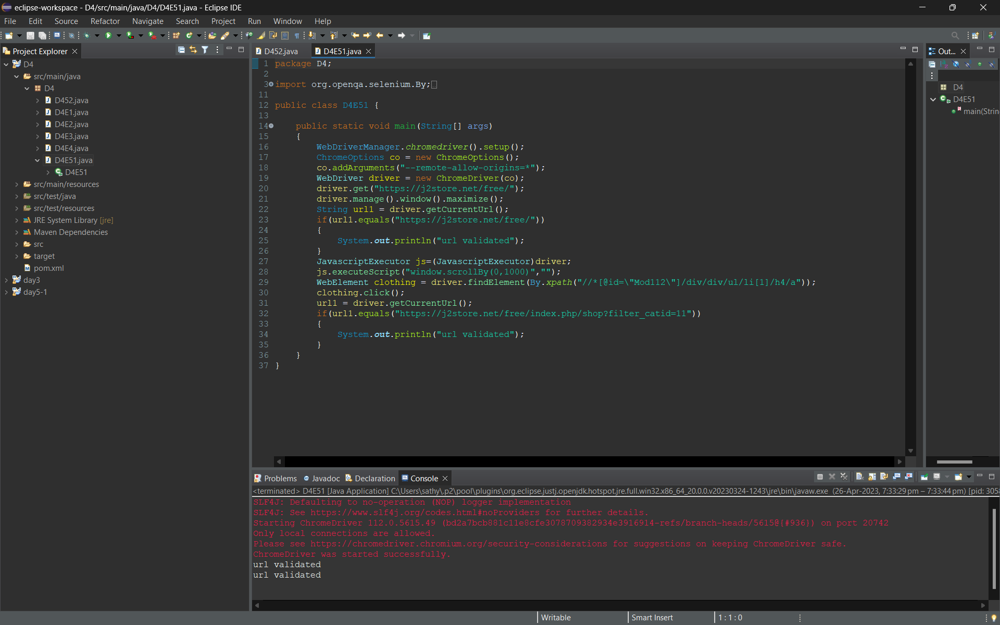 eclipse-workspace - D4/src/main/java/D4/D4E51.java - Eclipse IDE
File Edit Source Refactor Navigate Search Project Run Window Help
Project Explorer
D4
src/main/java
D4
D452.java
D4E1.java
D4E2.java
D4E3.java
D4E4.java
D4E51.java
D4E51
src/main/resources
src/test/java
src/test/resources
JRE System Library [jre]
Maven Dependencies
src
target
pom.xml
day3
day5-1
D452.java D4E51.java
1 package D4;
2
3 import org.openqa.selenium.By;
11
12 public class D4E51 {
13
14 public static void main(String[] args)
15 {
16 WebDriverManager.chromedriver().setup();
17 ChromeOptions co = new ChromeOptions();
18 co.addArguments("--remote-allow-origins=*");
19 WebDriver driver = new ChromeDriver(co);
20 driver.get("https://j2store.net/free/");
21 driver.manage().window().maximize();
22 String url1 = driver.getCurrentUrl();
23 if(url1.equals("https://j2store.net/free/"))
24 {
25 System.out.println("url validated");
26 }
27 JavascriptExecutor js=(JavascriptExecutor)driver;
28 js.executeScript("window.scrollBy(0,1000)","");
29 WebElement clothing = driver.findElement(By.xpath("//*[@id=\"Mod112\"]/div/div/ul/li[1]/h4/a"));
30 clothing.click();
31 url1 = driver.getCurrentUrl();
32 if(url1.equals("https://j2store.net/free/index.php/shop?filter_catid=11"))
33 {
34 System.out.println("url validated");
35 }
36 }
37 }
Out...
D4
D4E51
main(Strin
Problems Javadoc Declaration Console
<terminated> D4E51 [Java Application] C:\Users\sathy\.p2\pool\plugins\org.eclipse.justj.openjdk.hotspot.jre.full.win32.x86_64_20.0.0.v20230324-1243\jre\bin\javaw.exe (26-Apr-2023, 7:33:29 pm – 7:33:44 pm) [pid: 305
SLF4J: Defaulting to no-operation (NOP) logger implementation
SLF4J: See https://www.slf4j.org/codes.html#noProviders for further details.
Starting ChromeDriver 112.0.5615.49 (bd2a7bcb881c11e8cfe3078709382934e3916914-refs/branch-heads/5615@{#936}) on port 20742
Only local connections are allowed.
Please see https://chromedriver.chromium.org/security-considerations for suggestions on keeping ChromeDriver safe.
ChromeDriver was started successfully.
url validated
url validated
Writable Smart Insert 1 : 1 : 0